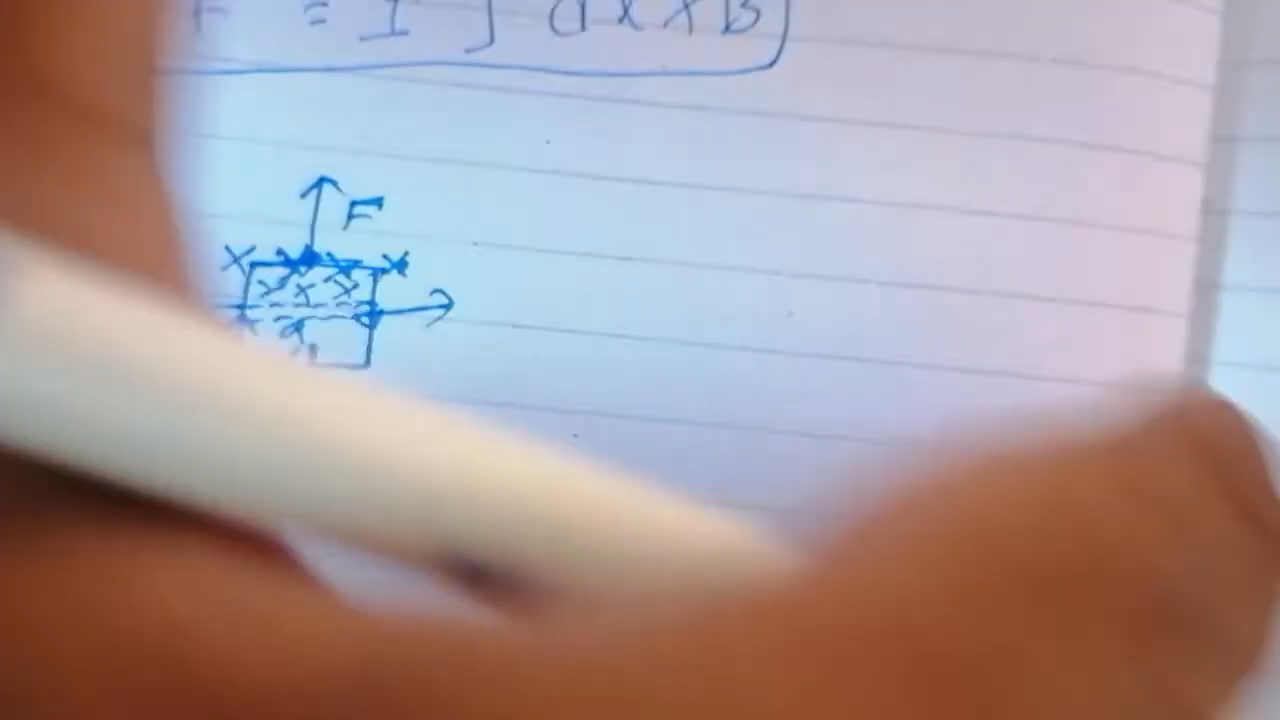 F = I ∫ dl × B
F
× × × ×
× × ×